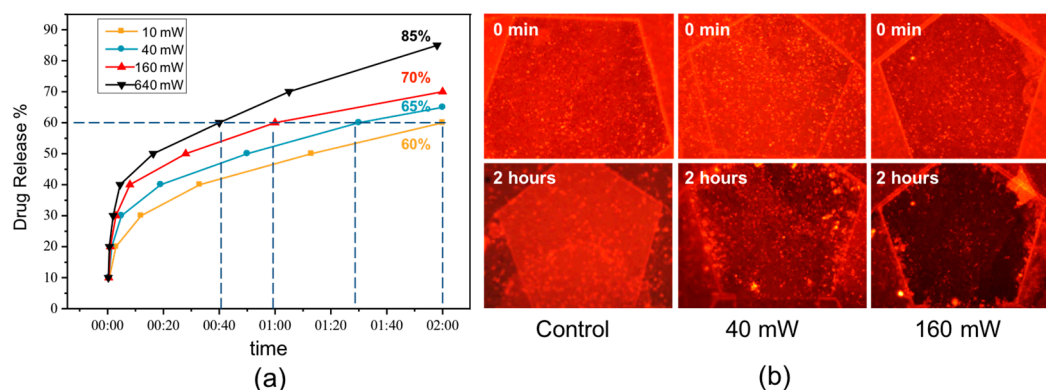 (a)
Drug Release %
90
80
70
60
50
40
30
20
10
0
10 mW
40 mW
160 mW
640 mW
85%
70%
65%
60%
00:00
00:20
00:40
01:00
01:20
01:40
02:00
time
(a)
(b)
0 min
0 min
0 min
2 hours
2 hours
2 hours
Control
40 mW
160 mW
(b)